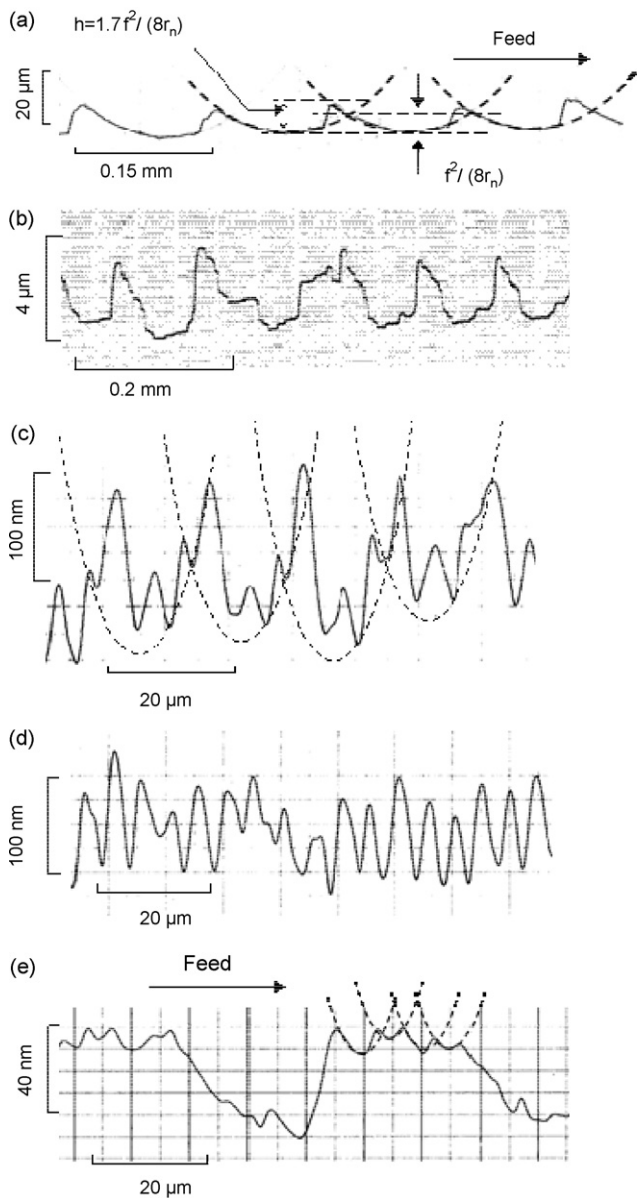 (a)
h=1.7f²/ (8rₙ)
Feed
20 µm
0.15 mm
f²/ (8rₙ)
(b)
4 µm
0.2 mm
(c)
100 nm
20 µm
(d)
100 nm
20 µm
(e)
Feed
40 nm
20 µm